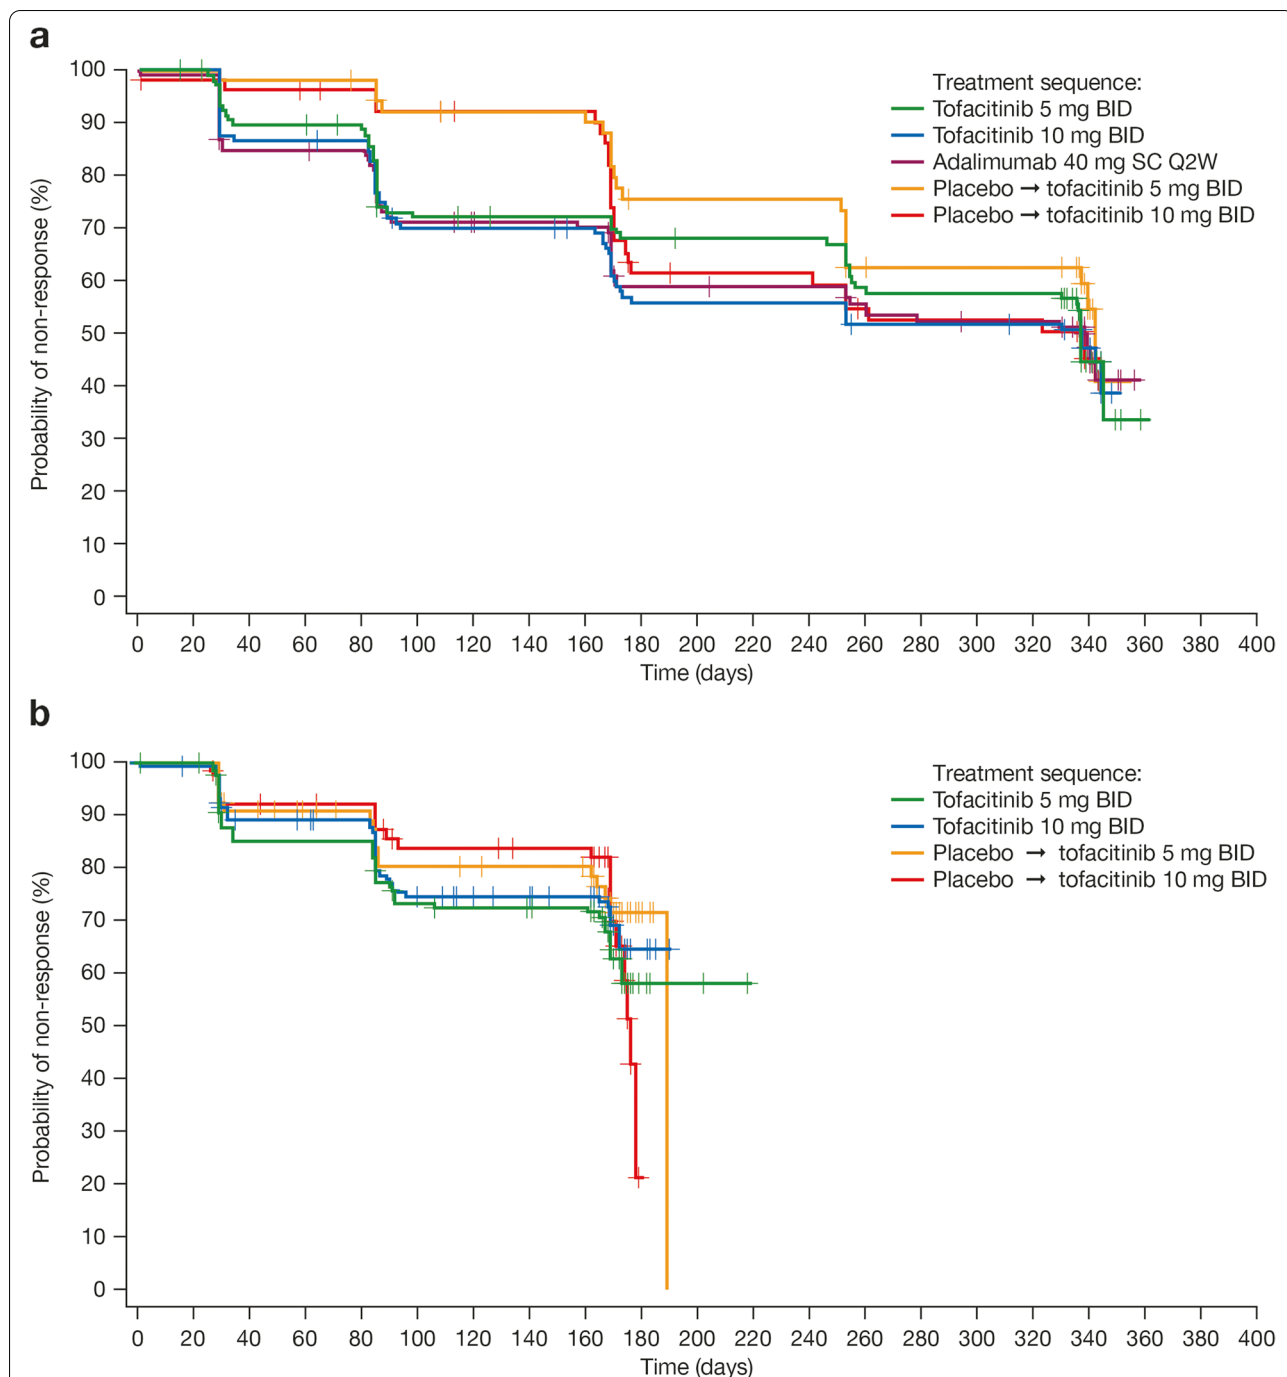 a
Probability of non-response (%)
100
90
80
70
60
50
40
30
20
10
0
Treatment sequence:
Tofacitinib 5 mg BID
Tofacitinib 10 mg BID
Adalimumab 40 mg SC Q2W
Placebo → tofacitinib 5 mg BID
Placebo → tofacitinib 10 mg BID
0 20 40 60 80 100 120 140 160 180 200 220 240 260 280 300 320 340 360 380 400
Time (days)
b
Probability of non-response (%)
100
90
80
70
60
50
40
30
20
10
0
Treatment sequence:
Tofacitinib 5 mg BID
Tofacitinib 10 mg BID
Placebo → tofacitinib 5 mg BID
Placebo → tofacitinib 10 mg BID
0 20 40 60 80 100 120 140 160 180 200 220 240 260 280 300 320 340 360 380 400
Time (days)